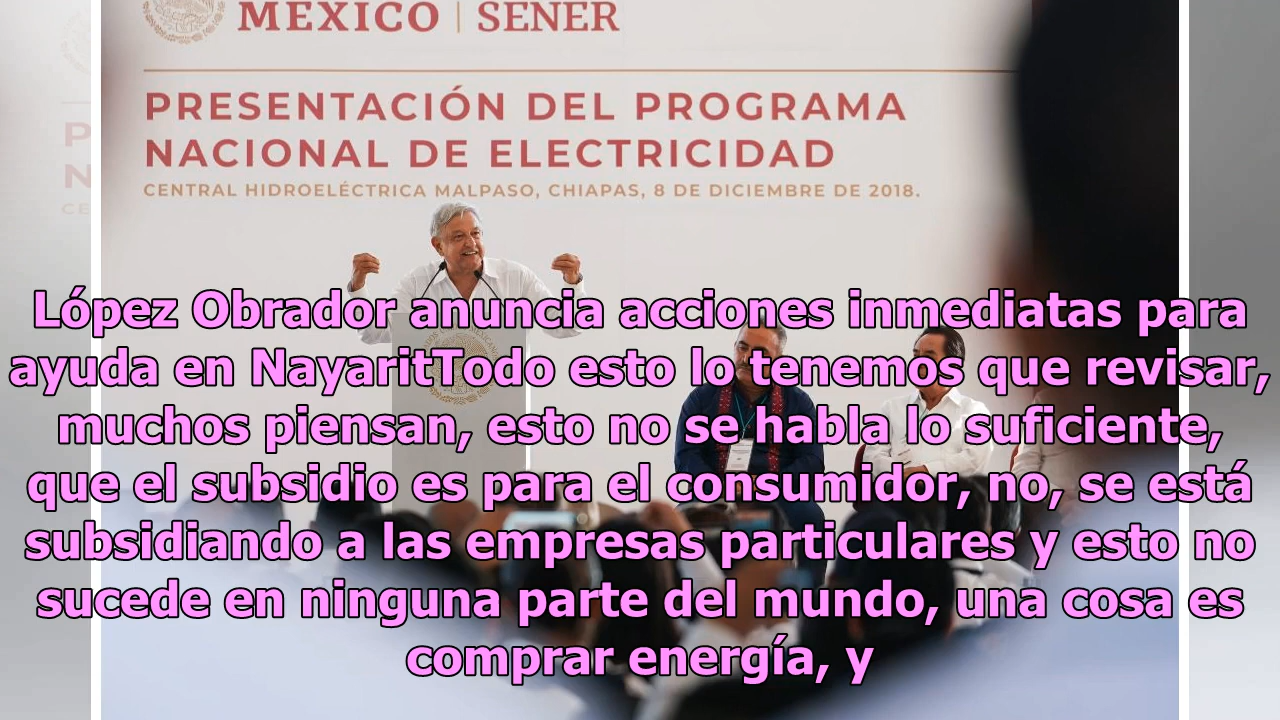 MÉXICO | SENER
PRESENTACIÓN DEL PROGRAMA
NACIONAL DE ELECTRICIDAD
CENTRAL HIDROELÉCTRICA MALPASO, CHIAPAS, 8 DE DICIEMBRE DE 2018.
López Obrador anuncia acciones inmediatas para
ayuda en NayaritTodo esto lo tenemos que revisar,
muchos piensan, esto no se habla lo suficiente,
que el subsidio es para el consumidor, no, se está
subsidiando a las empresas particulares y esto no
sucede en ninguna parte del mundo, una cosa es
comprar energía, y